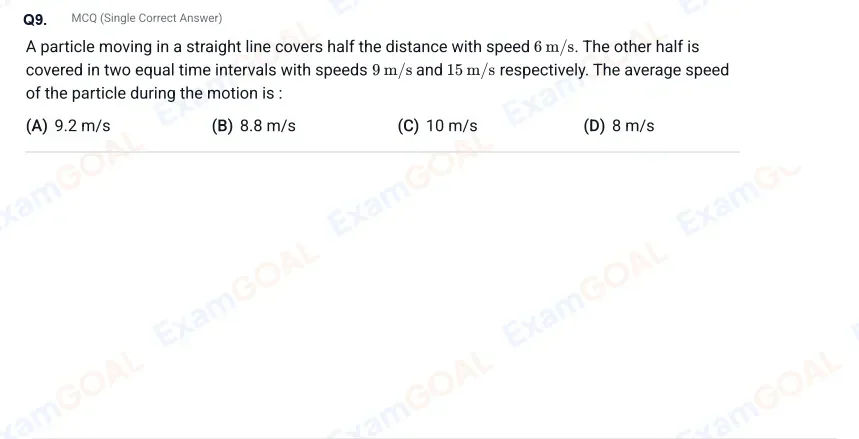 Q9. MCQ (Single Correct Answer)
A particle moving in a straight line covers half the distance with speed 6 m/s. The other half is
covered in two equal time intervals with speeds 9 m/s and 15 m/s respectively. The average speed
of the particle during the motion is :
(A) 9.2 m/s (B) 8.8 m/s (C) 10 m/s (D) 8 m/s
ExamGOAL
ExamGOAL
ExamGOAL
ExamGOAL
ExamGOAL